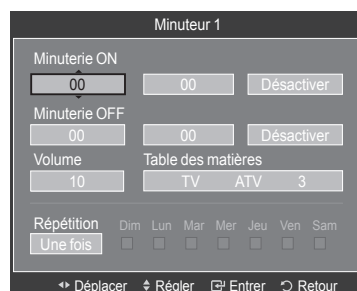 Minuteur 1
Minuterie ON
00 00 Désactiver
Minuterie OFF
00 00 Désactiver
Volume Table des matières
10 TV ATV 3
Répétition Dim Lun Mar Mer Jeu Ven Sam
Une fois
Déplacer Régler Entrer Retour